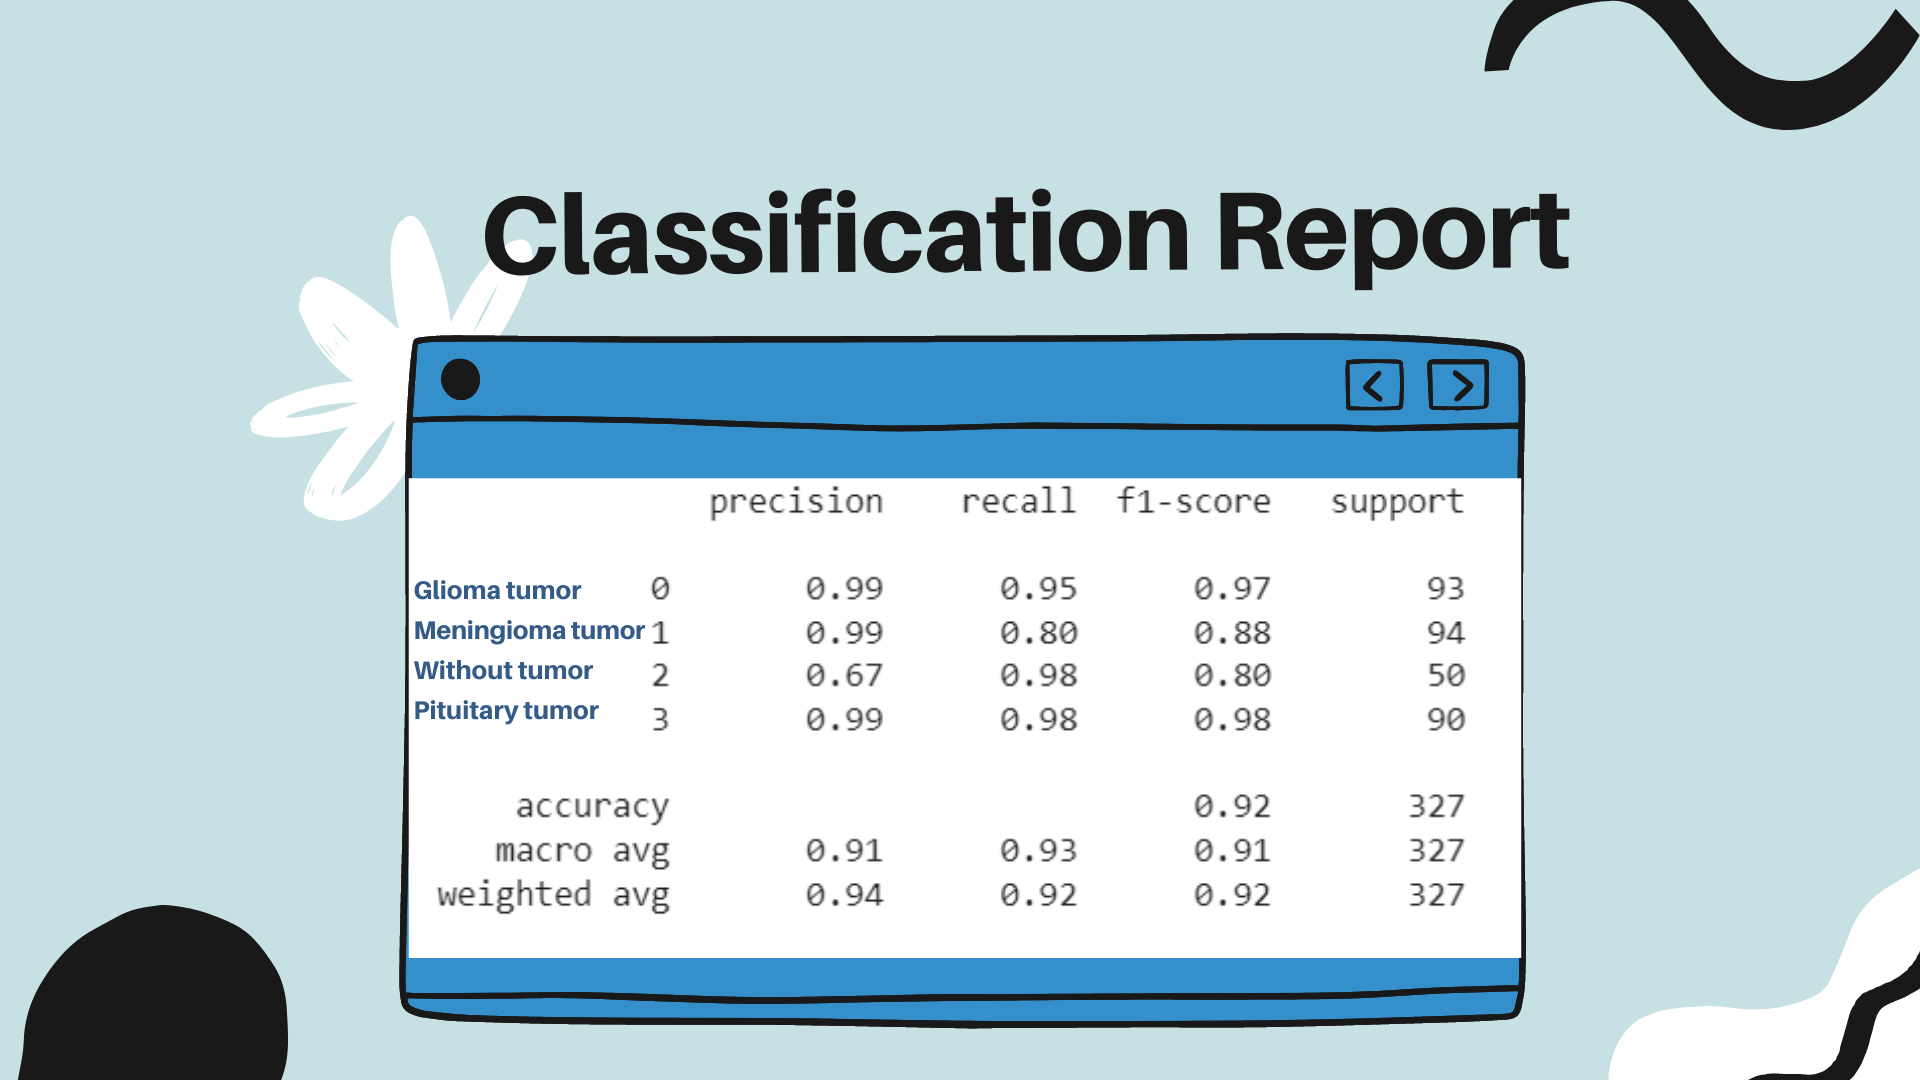 Classification Report
precision recall f1-score support
Glioma tumor 0 0.99 0.95 0.97 93
Meningioma tumor 1 0.99 0.80 0.88 94
Without tumor 2 0.67 0.98 0.80 50
Pituitary tumor 3 0.99 0.98 0.98 90
accuracy 0.92 327
macro avg 0.91 0.93 0.91 327
weighted avg 0.94 0.92 0.92 327